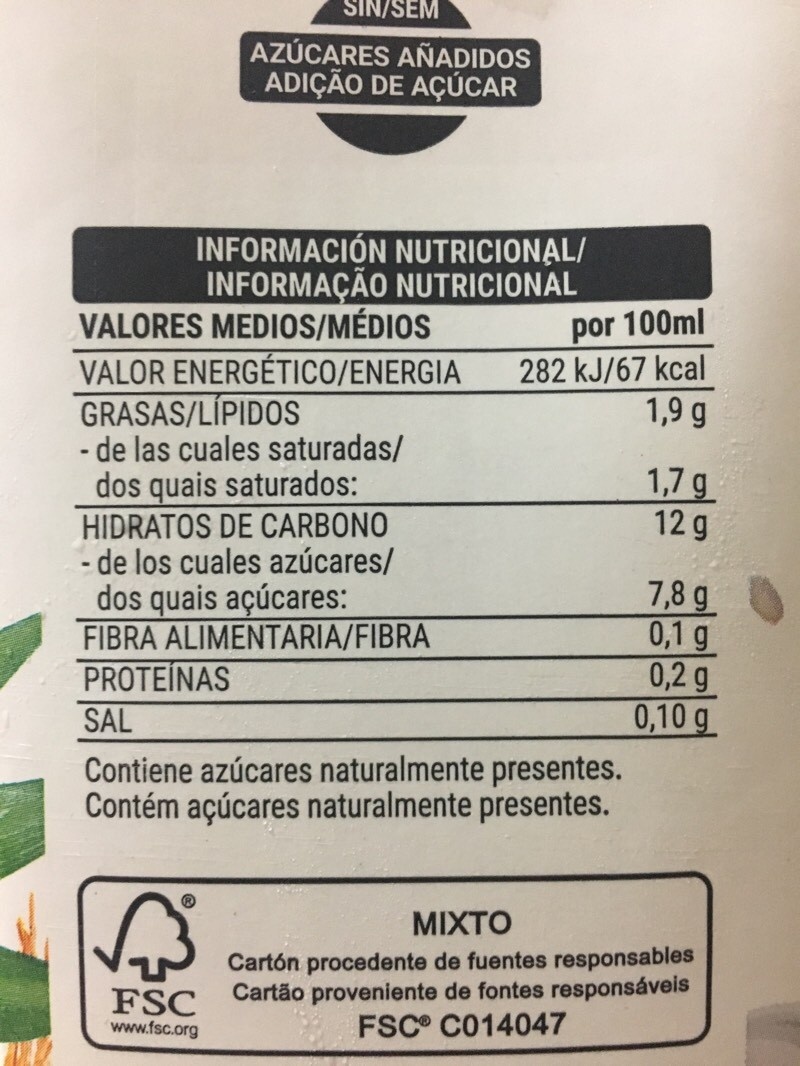 SIN/SEM
AZÚCARES AÑADIDOS
ADIÇÃO DE AÇÚCAR
INFORMACIÓN NUTRICIONAL/
INFORMAÇÃO NUTRICIONAL
VALORES MEDIOS/MÉDIOS por 100ml
VALOR ENERGÉTICO/ENERGIA 282 kJ/67 kcal
GRASAS/LÍPIDOS 1,9 g
- de las cuales saturadas/
dos quais saturados: 1,7 g
HIDRATOS DE CARBONO 12 g
- de los cuales azúcares/
dos quais açúcares: 7,8 g
FIBRA ALIMENTARIA/FIBRA 0,1 g
PROTEÍNAS 0,2 g
SAL 0,10 g
Contiene azúcares naturalmente presentes.
Contém açúcares naturalmente presentes.
®
FSC
www.fsc.org
MIXTO
Cartón procedente de fuentes responsables
Cartão proveniente de fontes responsáveis
FSC® C014047